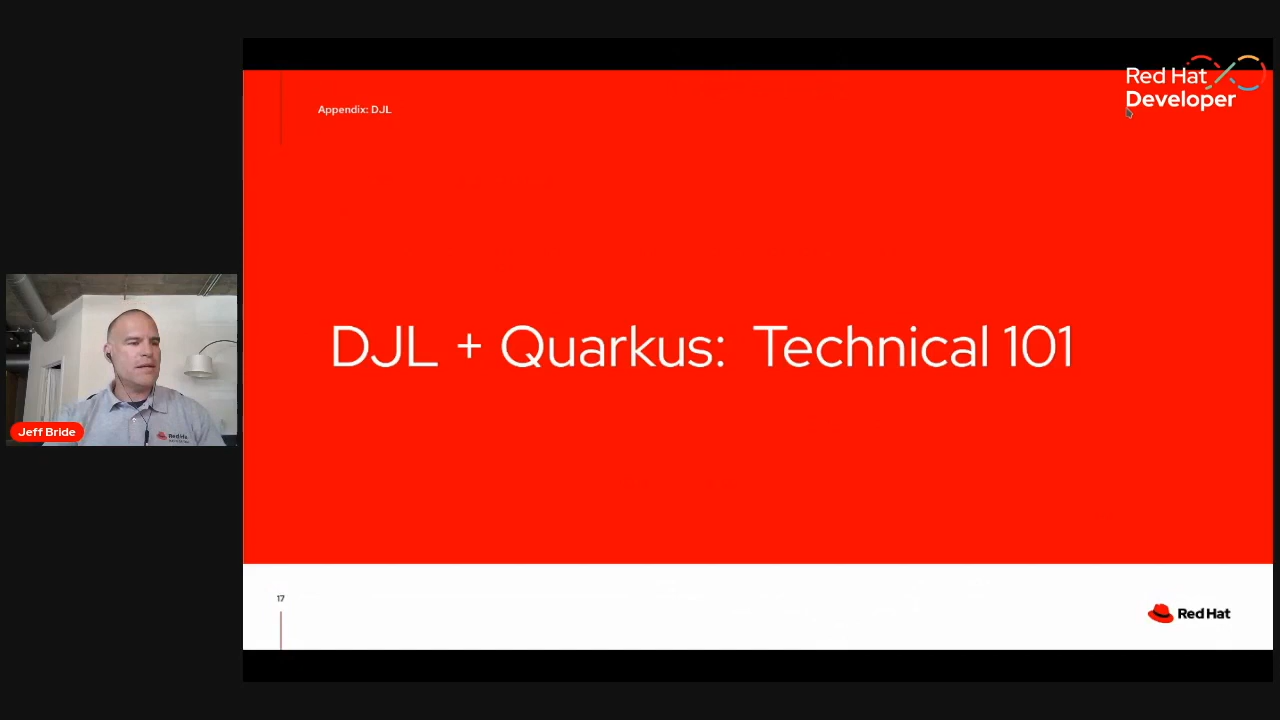 Red Hat
Developer
Appendix: DJL
DJL + Quarkus: Technical 101
Jeff Bride
17
Red Hat